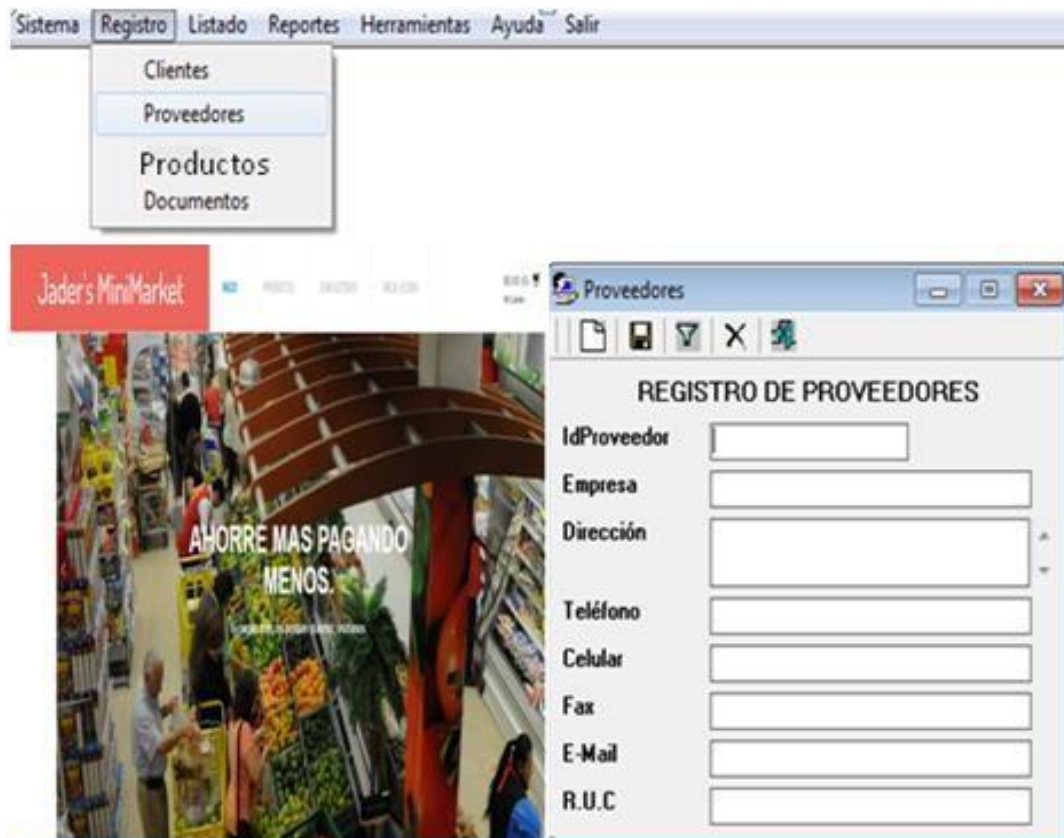 Sistema Registro Listado Reportes Herramientas Ayuda Salir
Clientes
Proveedores
Productos
Documentos
Jader's MiniMarket
AHORRE MAS PAGANDO
MENOS.
Proveedores
REGISTRO DE PROVEEDORES
IdProveedor
Empresa
Dirección
Teléfono
Celular
Fax
E-Mail
R.U.C